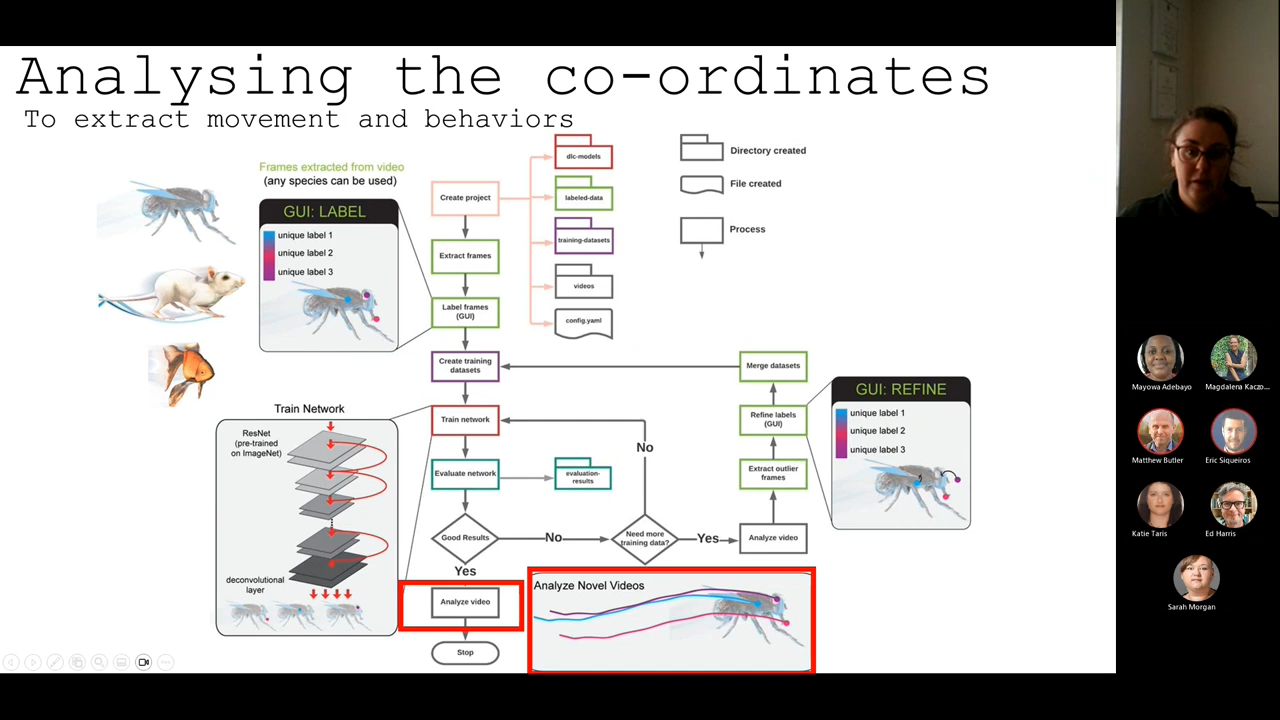 Analysing the co-ordinates
To extract movement and behaviors
Frames extracted from video
(any species can be used)
GUI: LABEL
unique label 1
unique label 2
unique label 3
Create project
Extract frames
Label frames
(GUI)
Create training
datasets
Train network
Evaluate network
Good Results
Yes
Analyze video
Stop
dlc-models
labeled-data
training-datasets
videos
config.yaml
Directory created
File created
Process
evaluation-
results
No
Need more
training data?
No
Yes
Merge datasets
Refine labels
(GUI)
Extract outlier
frames
Analyze video
GUI: REFINE
unique label 1
unique label 2
unique label 3
Train Network
ResNet
(pre-trained
on ImageNet)
deconvolutional
layer
Analyze Novel Videos
Mayowa Adebayo
Magdalena Kaczo...
Matthew Butler
Eric Siqueiros
Katie Taris
Ed Harris
Sarah Morgan